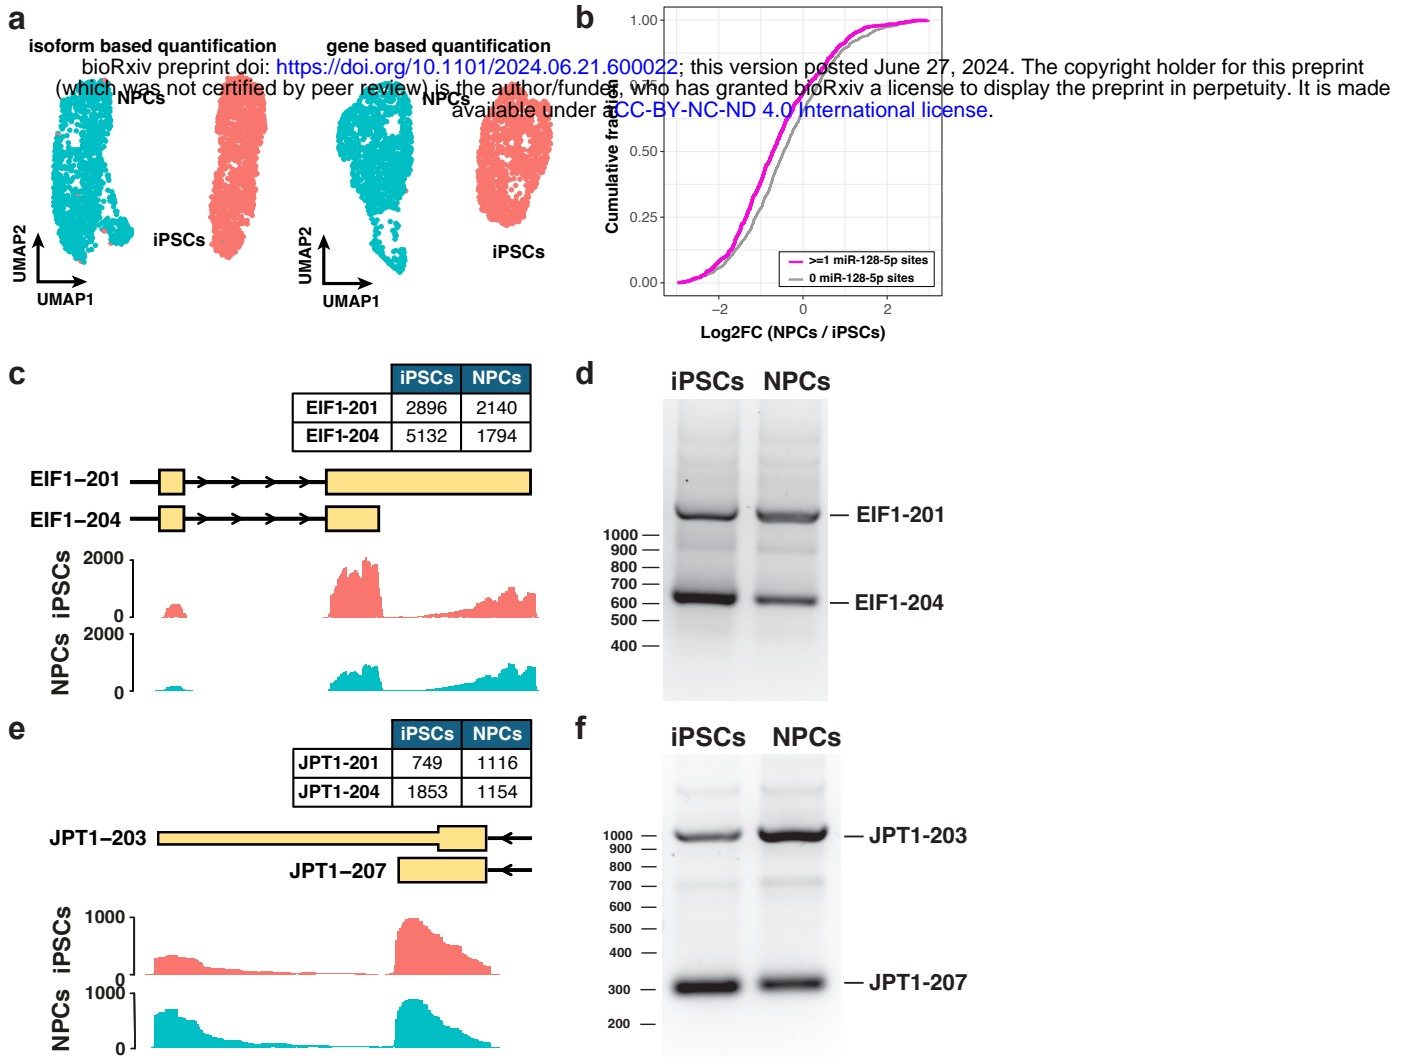 a
b
isoform based quantification
gene based quantification
bioRxiv preprint doi: https://doi.org/10.1101/2024.06.21.600022; this version posted June 27, 2024. The copyright holder for this preprint
(which was not certified by peer review) is the author/funder, who has granted bioRxiv a license to display the preprint in perpetuity. It is made
available under a CC-BY-NC-ND 4.0 International license.
NPCs
NPCs
iPSCs
iPSCs
UMAP2
UMAP1
UMAP2
UMAP1
Cumulative fraction
1.00
0.75
0.50
0.25
0.00
>=1 miR-128-5p sites
0 miR-128-5p sites
−2 0 2
Log2FC (NPCs / iPSCs)
c
iPSCs NPCs
EIF1-201 2896 2140
EIF1-204 5132 1794
EIF1–201
EIF1–204
iPSCs
2000
0
NPCs
2000
0
d
iPSCs NPCs
EIF1-201
EIF1-204
1000
900
800
700
600
500
400
e
iPSCs NPCs
JPT1-201 749 1116
JPT1-204 1853 1154
JPT1–203
JPT1–207
iPSCs
1000
0
NPCs
1000
0
f
iPSCs NPCs
JPT1-203
JPT1-207
1000
900
800
700
600
500
400
300
200